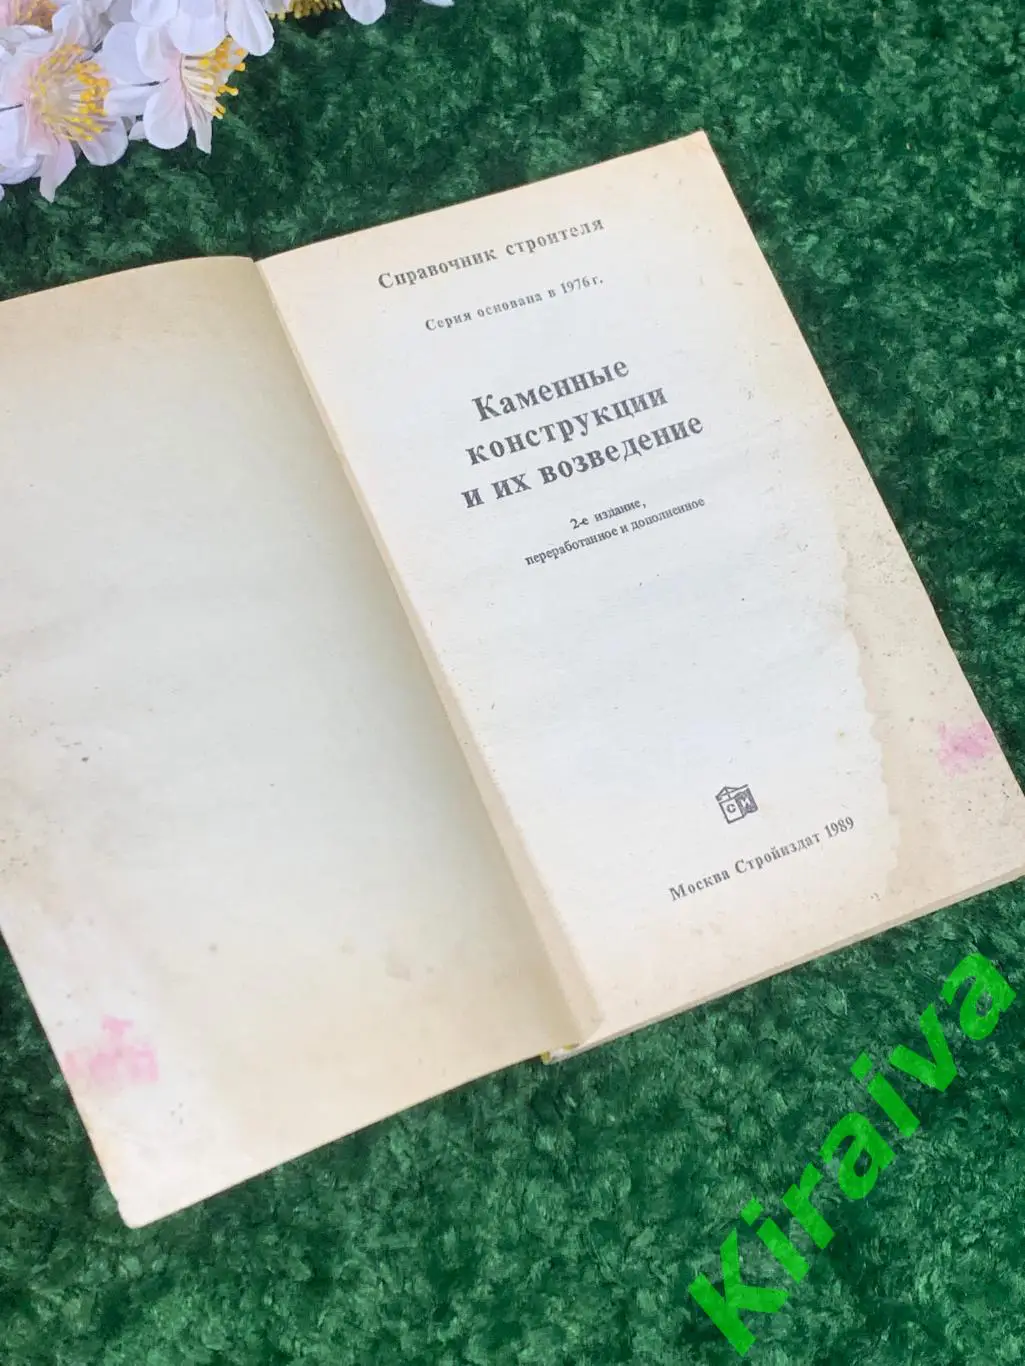 Справочник строителя
Серия основана в 1976 г.
Каменные
конструкции
и их возведение
2-е издание,
переработанное и дополненное
СИ
Москва Стройиздат 1989
Kiraiva